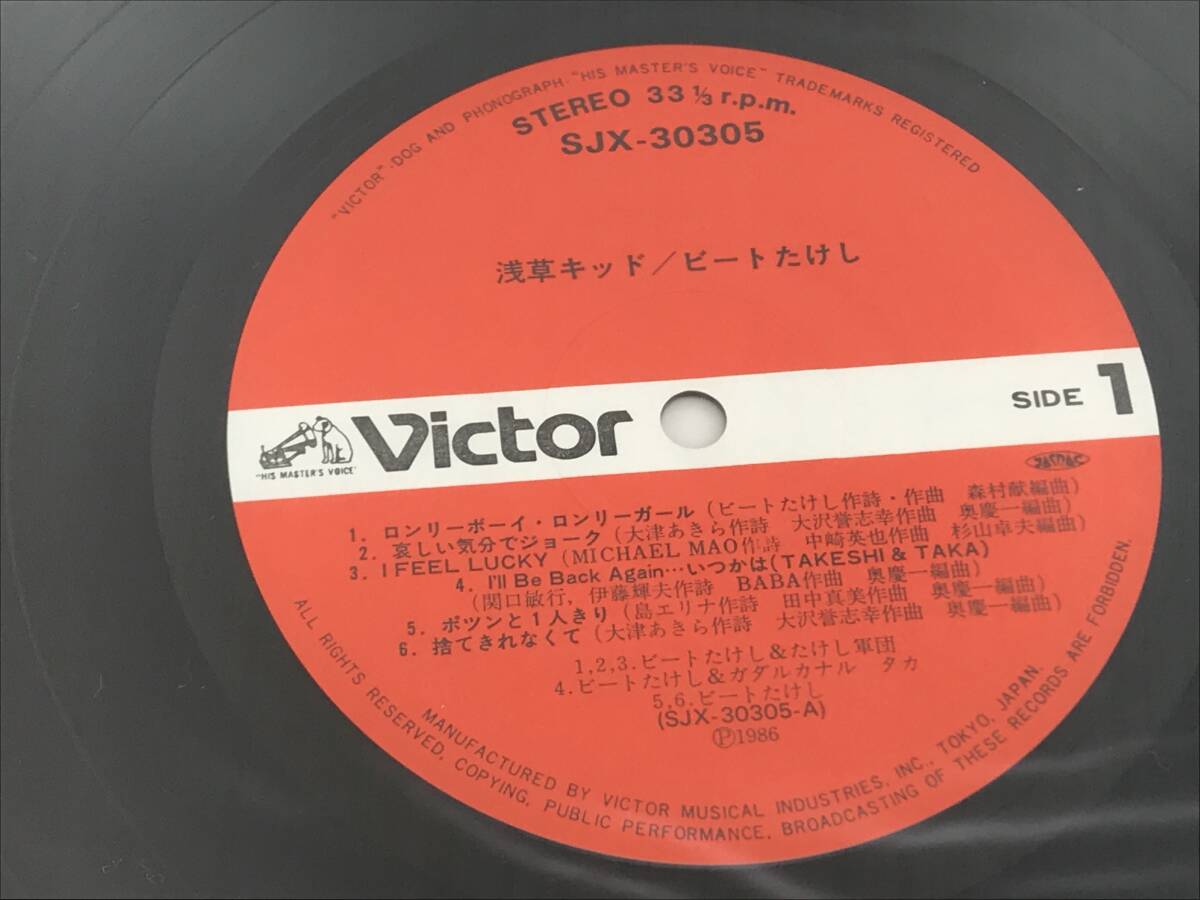 "VICTOR"-DOG AND PHONOGRAPH-"HIS MASTER'S VOICE" TRADEMARKS REGISTERED
STEREO 33 ⅓ r.p.m.
SJX-30305
浅草キッド／ビートたけし
"HIS MASTER'S VOICE"
Victor
SIDE 1
JASRAC
1. ロンリーボーイ・ロンリーガール (ビートたけし作詩・作曲 森村献編曲)
2. 哀しい気分でジョーク (大津あきら作詩 大沢誉志幸作曲 奥慶一編曲)
3. I FEEL LUCKY (MICHAEL MAO作詩 中崎英也作曲 杉山卓夫編曲)
4. I'll Be Back Again…いつかは(TAKESHI & TAKA)
(関口敏行, 伊藤輝夫作詩 BABA作曲 奥慶一編曲)
5. ポツンと1人きり (島エリナ作詩 田中真美作曲 奥慶一編曲)
6. 捨てきれなくて (大津あきら作詩 大沢誉志幸作曲 奥慶一編曲)
1,2,3.ビートたけし&たけし軍団
4.ビートたけし&ガダルカナル タカ
5,6.ビートたけし
(SJX-30305-A)
Ⓟ1986
MANUFACTURED BY VICTOR MUSICAL INDUSTRIES, INC., TOKYO, JAPAN.
ALL RIGHTS RESERVED, COPYING, PUBLIC PERFORMANCE, BROADCASTING OF THESE RECORDS ARE FORBIDDEN.